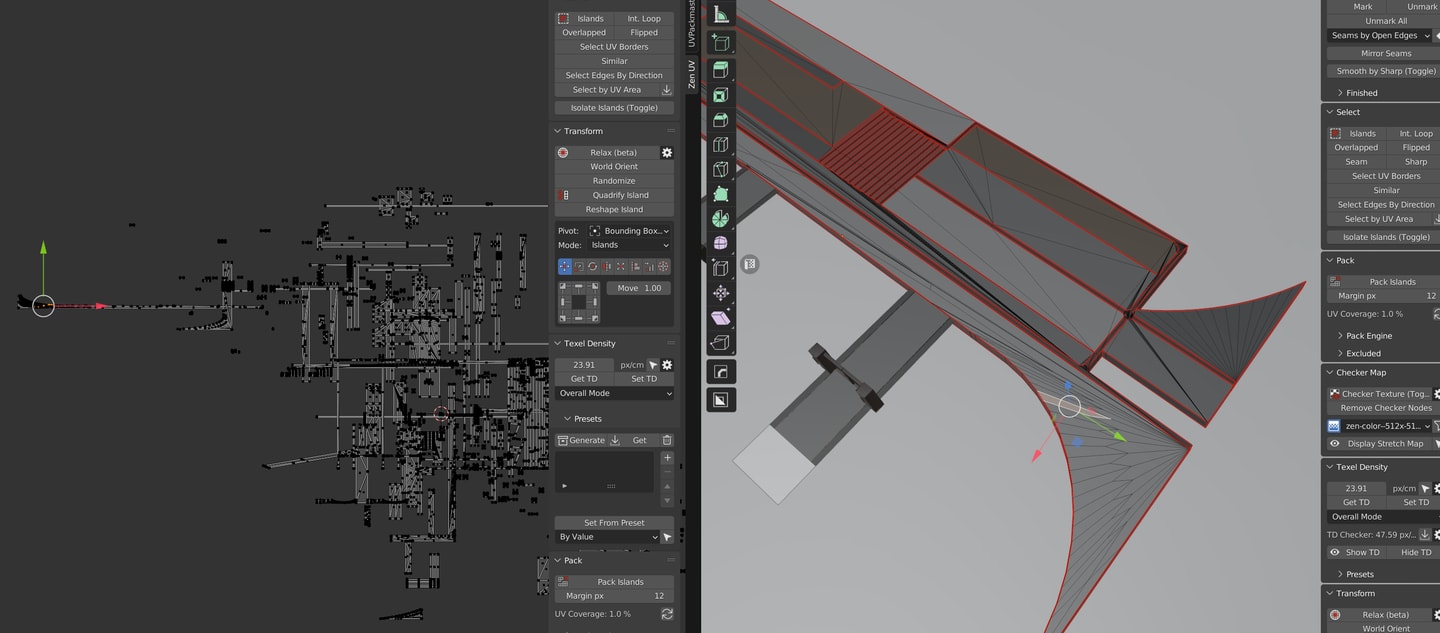 Islands Int. Loop
Overlapped Flipped
Select UV Borders
Similar
Select Edges By Direction
Select by UV Area
Isolate Islands (Toggle)
Transform
Relax (beta)
World Orient
Randomize
Quadrify Island
Reshape Island
Pivot: Bounding Box..
Mode: Islands
Move 1.00
Texel Density
23.91 px/cm
Get TD Set TD
Overall Mode
Presets
Generate Get
Set From Preset
By Value
Pack
Pack Islands
Margin px 12
UV Coverage: 1.0 %
UVPackmast
Zen UV
Mark Unmark
Unmark All
Seams by Open Edges
Mirror Seams
Smooth by Sharp (Toggle)
Finished
Select
Islands Int. Loop
Overlapped Flipped
Seam Sharp
Select UV Borders
Similar
Select Edges By Direction
Select by UV Area
Isolate Islands (Toggle)
Pack
Pack Islands
Margin px 12
UV Coverage: 1.0 %
Pack Engine
Excluded
Checker Map
Checker Texture (Tog...
Remove Checker Nodes
zen-color--512x-51...
Display Stretch Map
Texel Density
23.91 px/cm
Get TD Set TD
Overall Mode
TD Checker: 47.59 px/...
Show TD Hide TD
Presets
Transform
Relax (beta)
World Orient